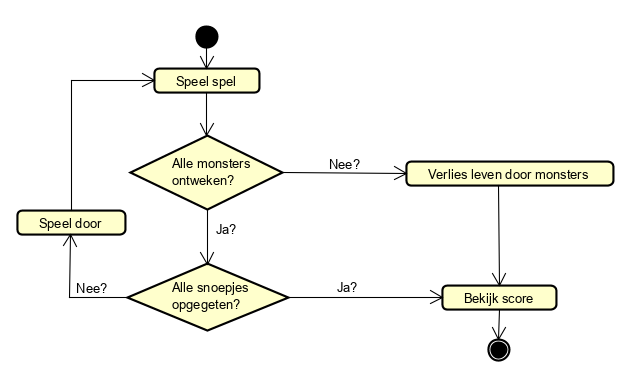 Speel spel
Alle monsters
ontweken?
Nee?
Verlies leven door monsters
Speel door
Ja?
Alle snoepjes
opgegeten?
Nee?
Ja?
Bekijk score